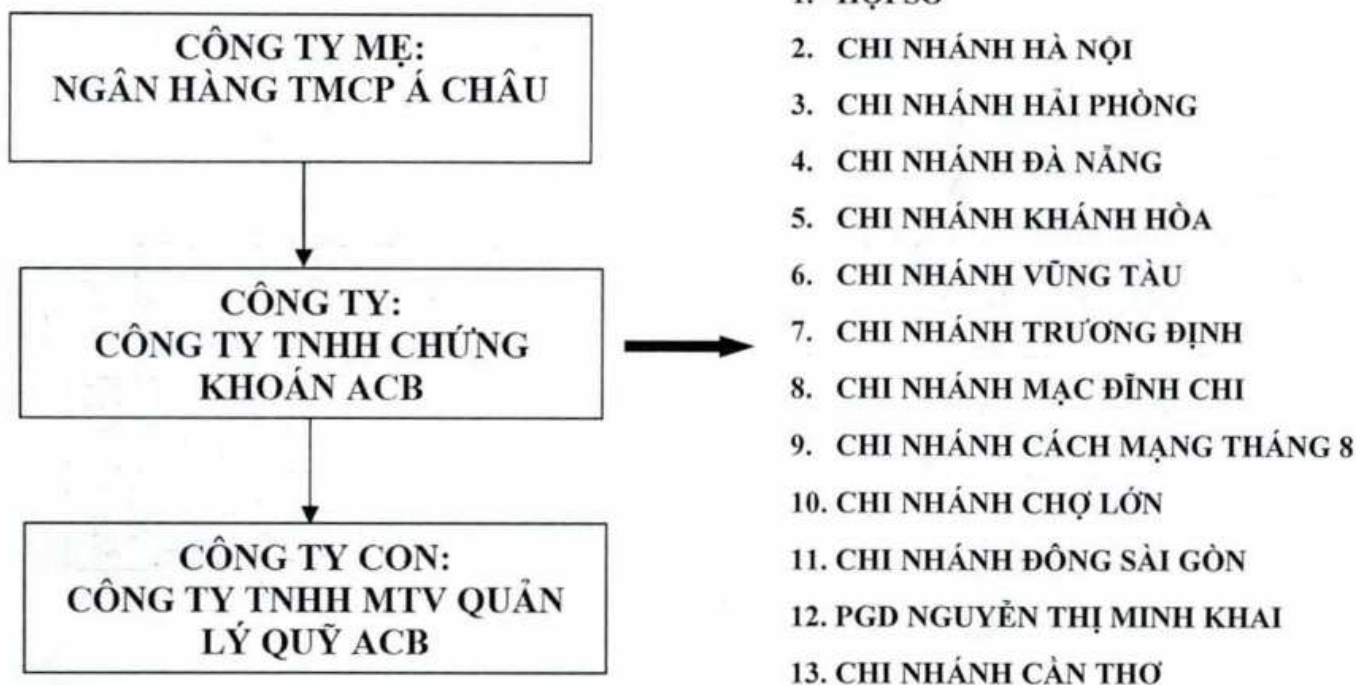 CÔNG TY MẸ:
NGÂN HÀNG TMCP Á CHÂU
CÔNG TY:
CÔNG TY TNHH CHỨNG
KHOÁN ACB
CÔNG TY CON:
CÔNG TY TNHH MTV QUẢN
LÝ QUỸ ACB
1. HỘI SỞ
2. CHI NHÁNH HÀ NỘI
3. CHI NHÁNH HẢI PHÒNG
4. CHI NHÁNH ĐÀ NẴNG
5. CHI NHÁNH KHÁNH HÒA
6. CHI NHÁNH VŨNG TÀU
7. CHI NHÁNH TRƯƠNG ĐỊNH
8. CHI NHÁNH MẠC ĐĨNH CHI
9. CHI NHÁNH CÁCH MẠNG THÁNG 8
10. CHI NHÁNH CHỢ LỚN
11. CHI NHÁNH ĐÔNG SÀI GÒN
12. PGD NGUYỄN THỊ MINH KHAI
13. CHI NHÁNH CẦN THƠ